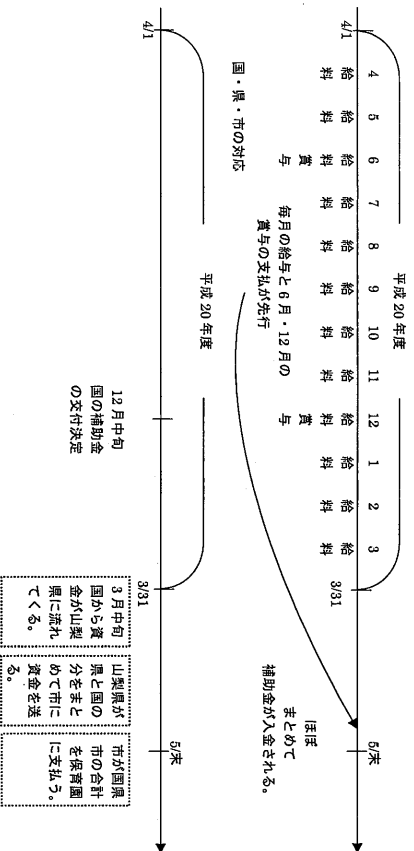 平成20年度
4 5 6 7 8 9 10 11 12 1 2 3
4/1 3/31 5/末
給料 給料 給料 給料 給料 給料 給料 給料 給料 給料 給料 給料
賞与 賞与
毎月の給与と6月・12月の
賞与の支払が先行
ほぼ
まとめて
補助金が入金される。
国・県・市の対応
平成20年度
4/1 3/31 5/末
12月中旬
国の補助金
の交付決定
3月中旬
国から資
金が山梨
県に流れ
てくる。
山梨県が
県と国の
分をまと
めて市に
資金を送
る。
市が国県
市の合計
を保育園
に支払う。